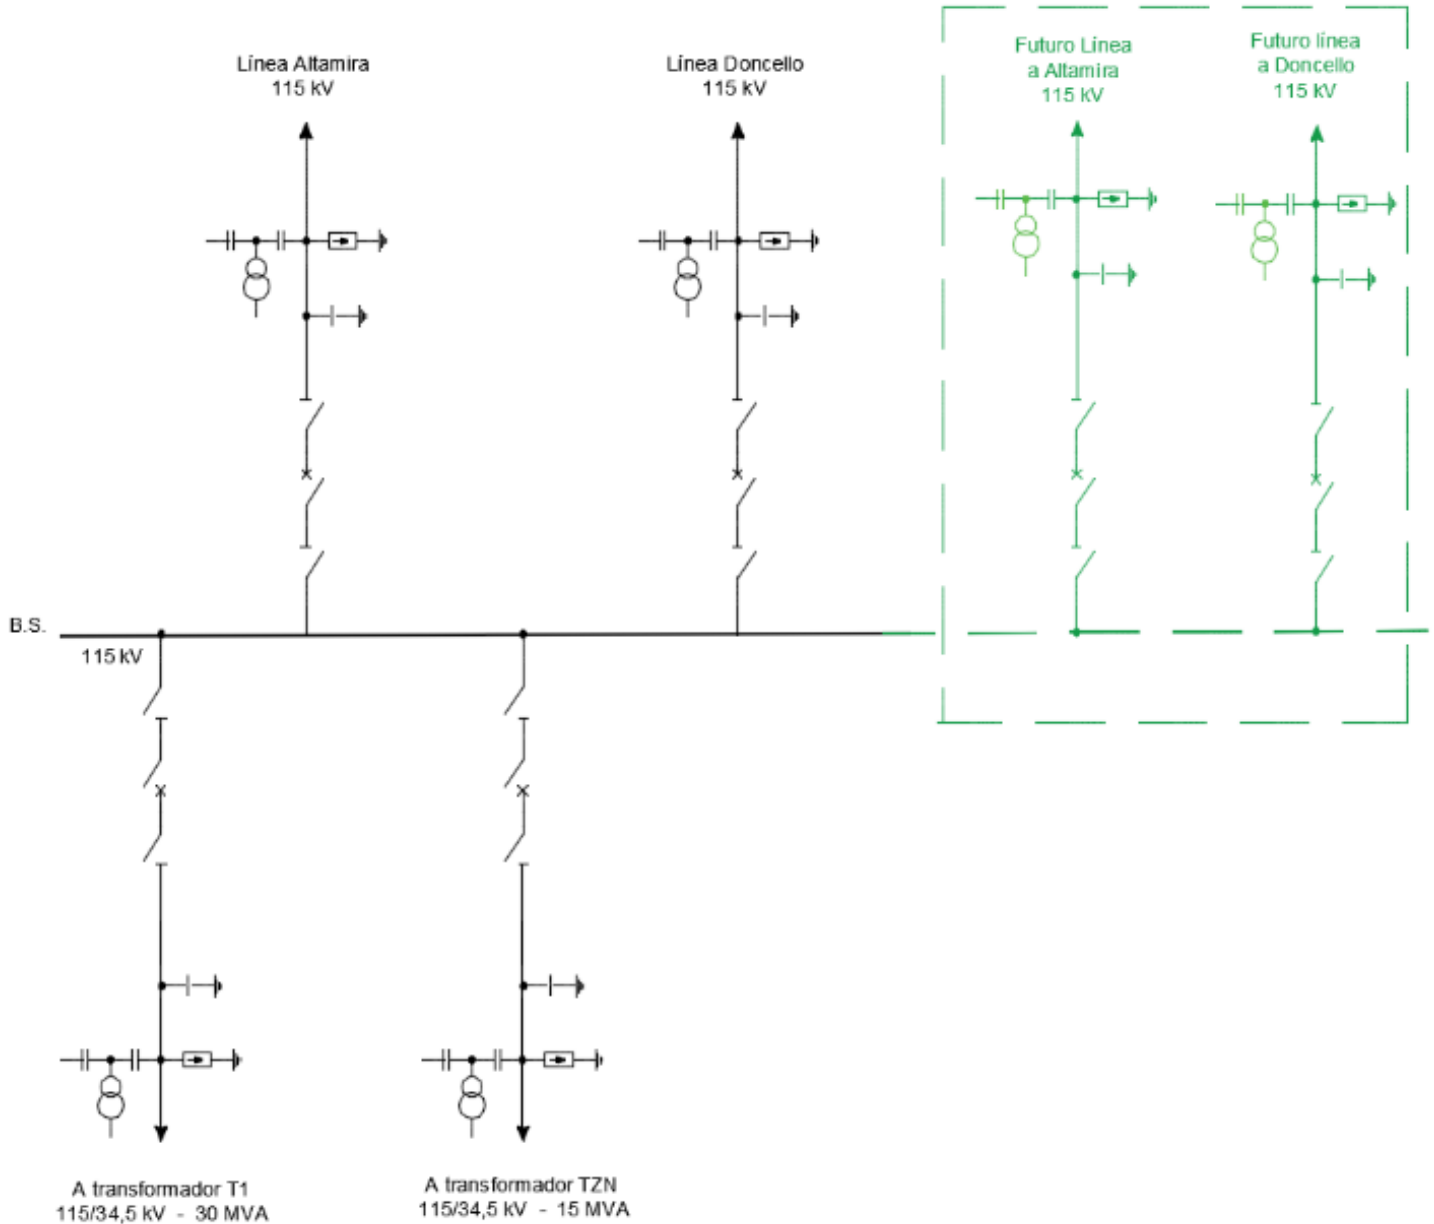 Línea Altamira
115 kV
Línea Doncello
115 kV
Futuro Línea
a Altamira
115 kV
Futuro línea
a Doncello
115 kV
B.S.
115 kV
A transformador T1
115/34,5 kV - 30 MVA
A transformador TZN
115/34,5 kV - 15 MVA